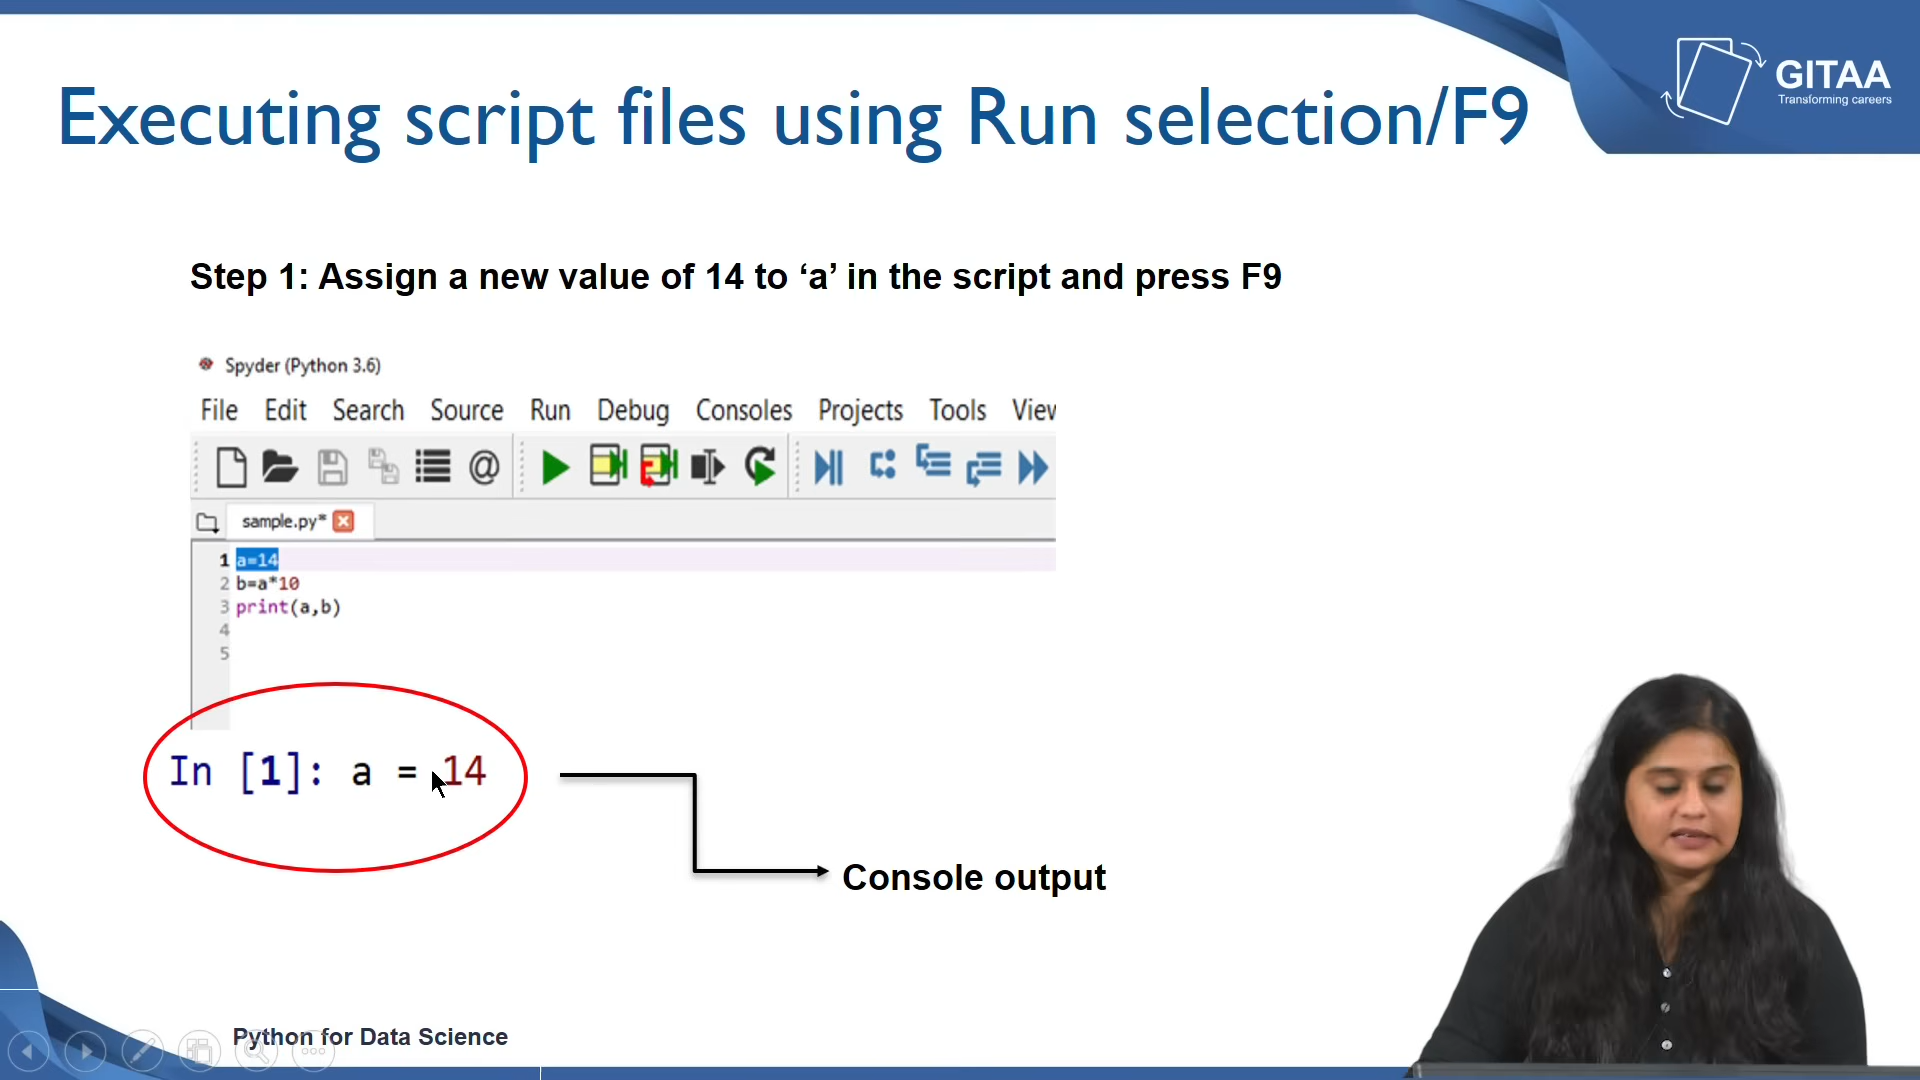 GITAA
Transforming careers
Executing script files using Run selection/F9
Step 1: Assign a new value of 14 to ‘a’ in the script and press F9
Spyder (Python 3.6)
File Edit Search Source Run Debug Consoles Projects Tools View
sample.py*
1 a=14
2 b=a*10
3 print(a,b)
4
5
In [1]: a = 14
Console output
Python for Data Science